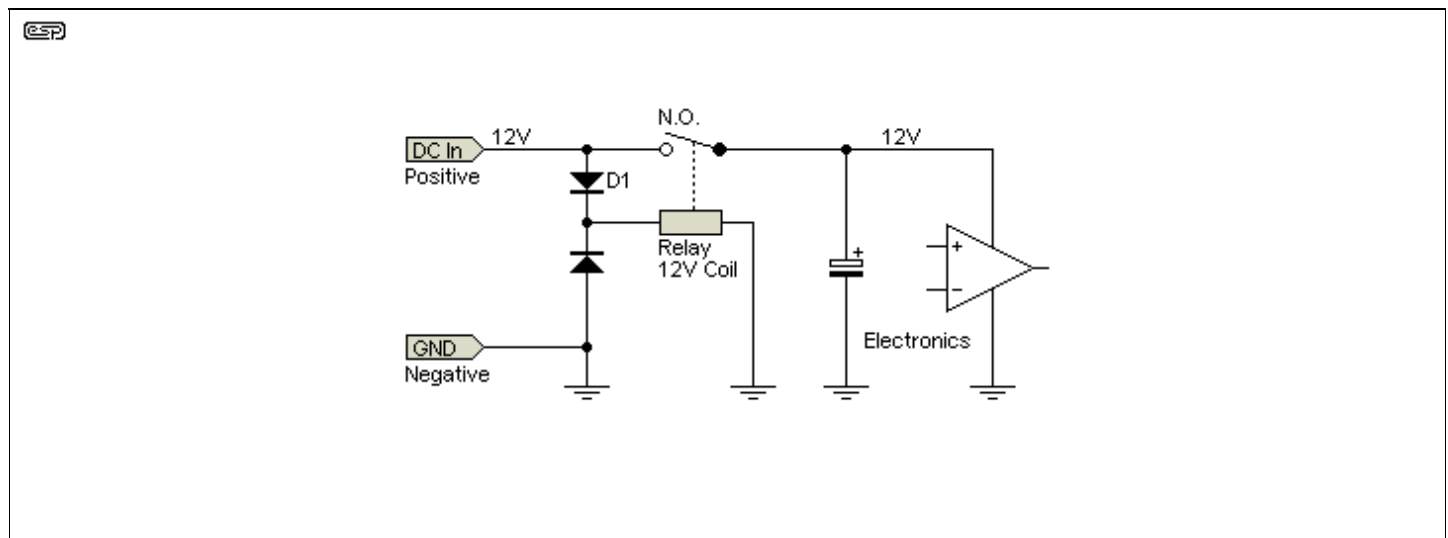 esp
N.O.
DC In
12V
12V
Positive
D1
Relay
12V Coil
+
+
−
GND
Electronics
Negative